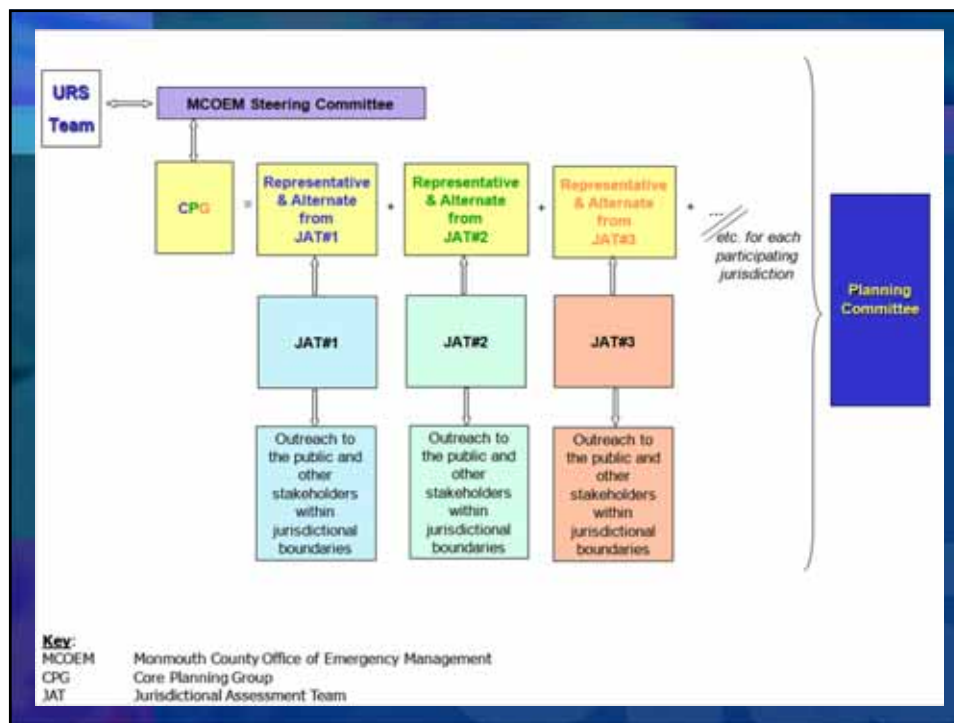 URS
Team
MCOEM Steering Committee
CPG
=
Representative
& Alternate
from
JAT#1
+
Representative
& Alternate
from
JAT#2
+
Representative
& Alternate
from
JAT#3
+
...
etc. for each
participating
jurisdiction
Planning
Committee
JAT#1
JAT#2
JAT#3
Outreach to
the public and
other
stakeholders
within
jurisdictional
boundaries
Outreach to
the public and
other
stakeholders
within
jurisdictional
boundaries
Outreach to
the public and
other
stakeholders
within
jurisdictional
boundaries
Key:
MCOEM Monmouth County Office of Emergency Management
CPG Core Planning Group
JAT Jurisdictional Assessment Team